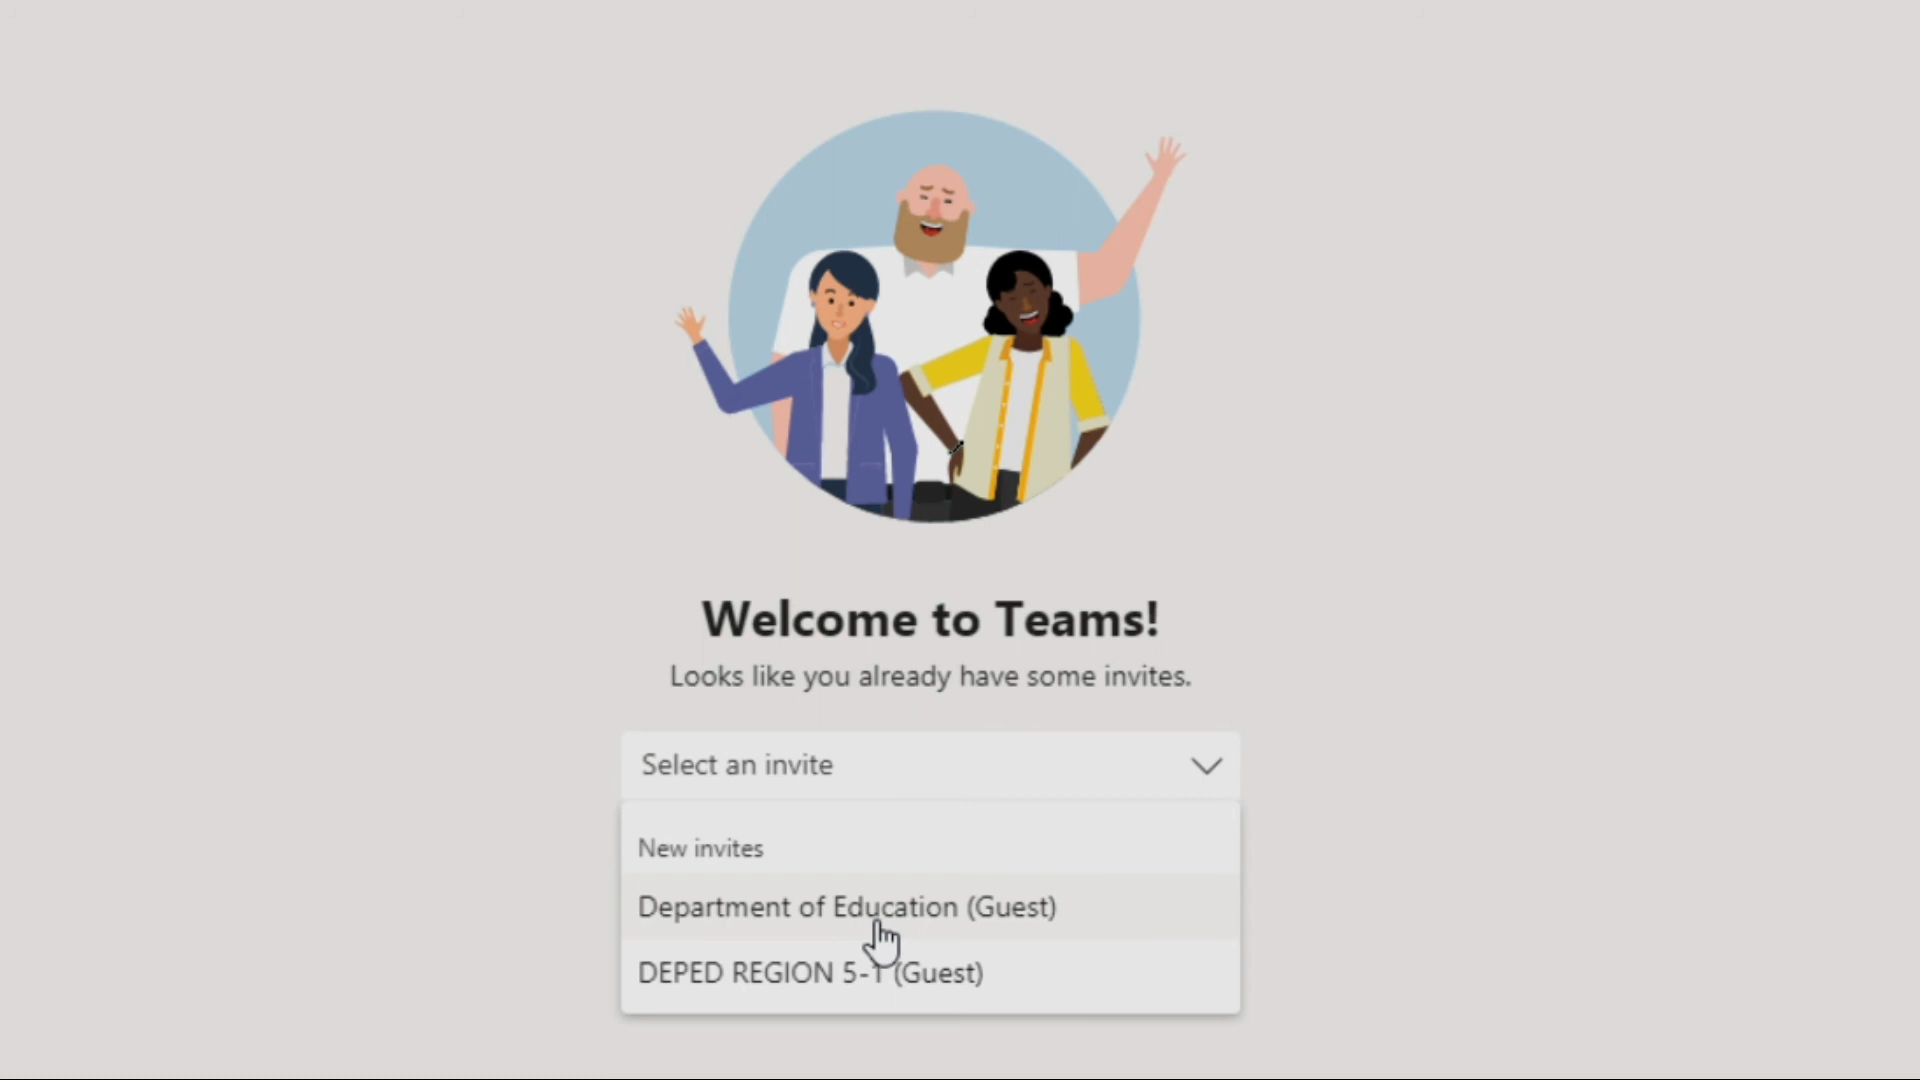 Welcome to Teams!
Looks like you already have some invites.
Select an invite
New invites
Department of Education (Guest)
DEPED REGION 5-1 (Guest)